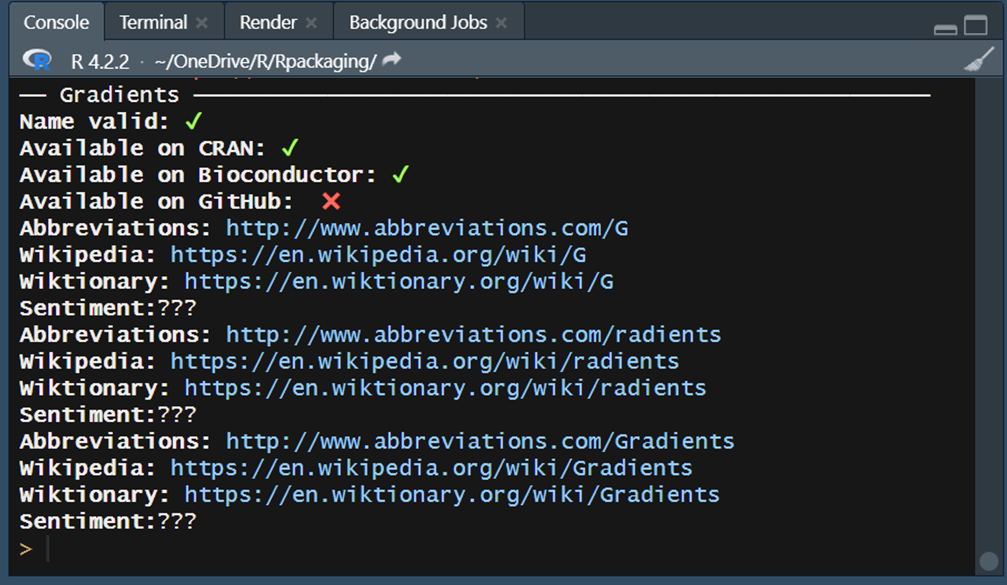 Console Terminal Render Background Jobs
R 4.2.2 · ~/OneDrive/R/Rpackaging/
── Gradients ──
Name valid: ✔
Available on CRAN: ✔
Available on Bioconductor: ✔
Available on GitHub: ✖
Abbreviations: http://www.abbreviations.com/G
Wikipedia: https://en.wikipedia.org/wiki/G
Wiktionary: https://en.wiktionary.org/wiki/G
Sentiment:???
Abbreviations: http://www.abbreviations.com/radients
Wikipedia: https://en.wikipedia.org/wiki/radients
Wiktionary: https://en.wiktionary.org/wiki/radients
Sentiment:???
Abbreviations: http://www.abbreviations.com/Gradients
Wikipedia: https://en.wikipedia.org/wiki/Gradients
Wiktionary: https://en.wiktionary.org/wiki/Gradients
Sentiment:???
>